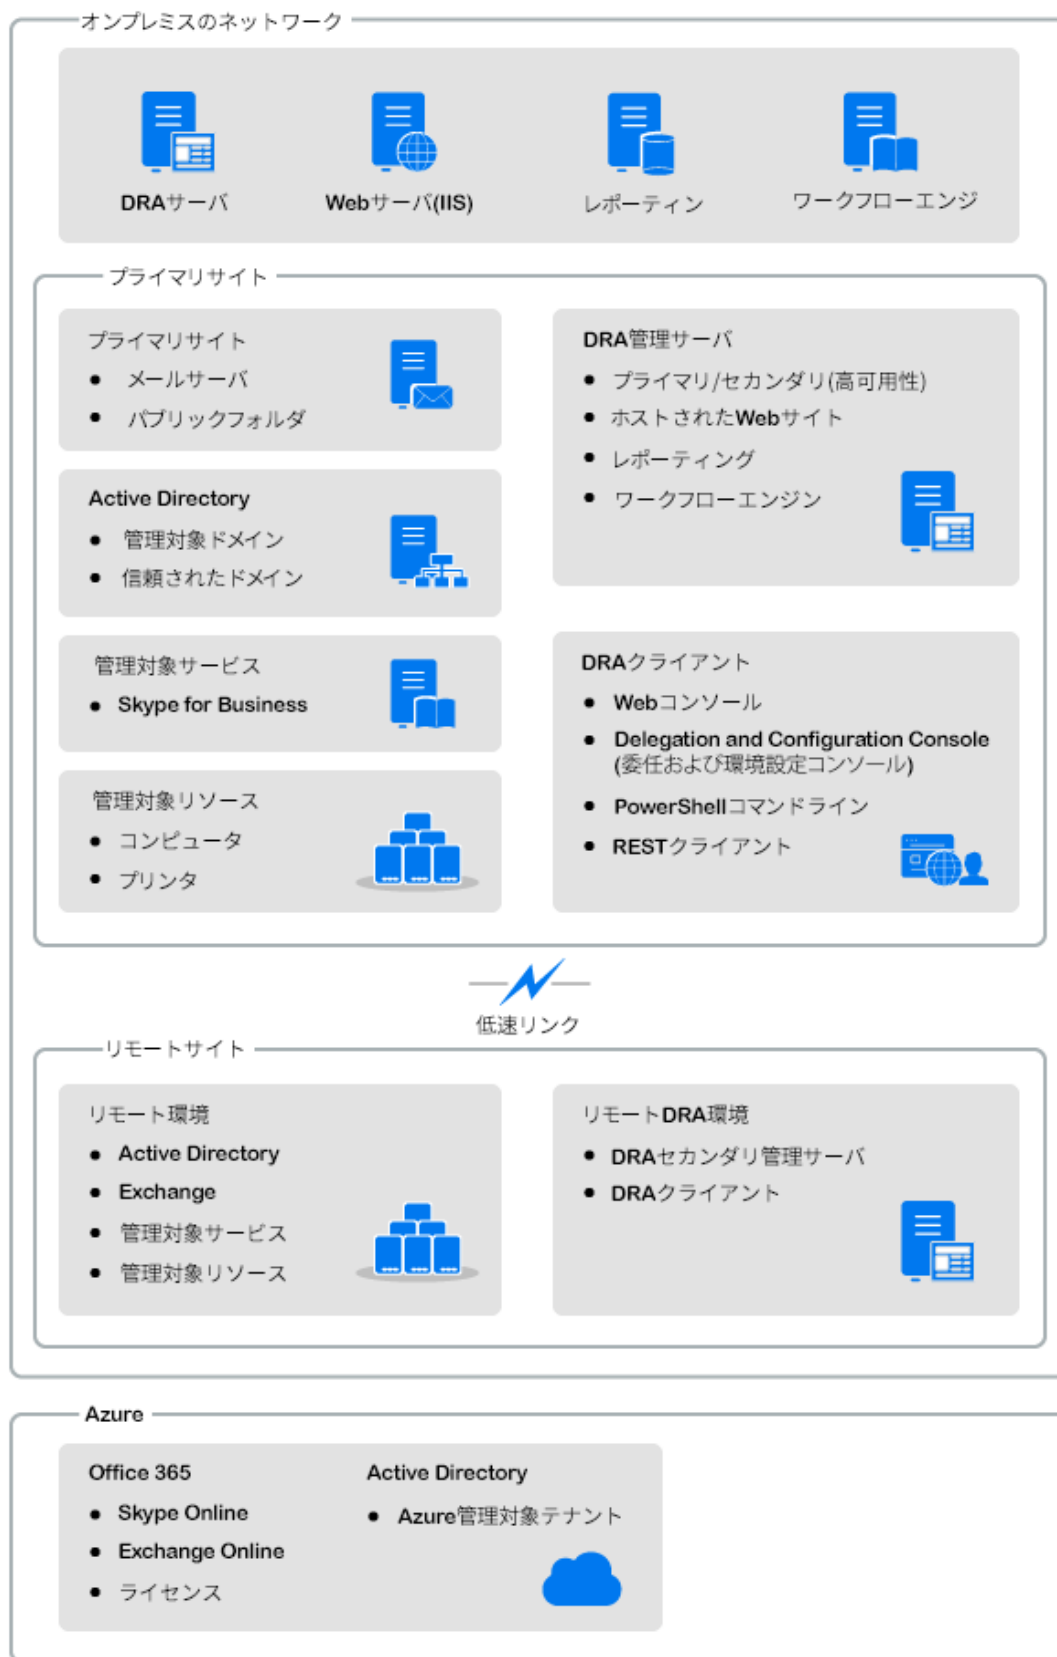 オンプレミスのネットワーク
DRAサーバ
Webサーバ(IIS)
レポーティン
ワークフローエンジ
プライマリサイト
プライマリサイト
● メールサーバ
● パブリックフォルダ
Active Directory
● 管理対象ドメイン
● 信頼されたドメイン
管理対象サービス
● Skype for Business
管理対象リソース
● コンピュータ
● プリンタ
DRA管理サーバ
● プライマリ/セカンダリ(高可用性)
● ホストされたWebサイト
● レポーティング
● ワークフローエンジン
DRAクライアント
● Webコンソール
● Delegation and Configuration Console
(委任および環境設定コンソール)
● PowerShellコマンドライン
● RESTクライアント
低速リンク
リモートサイト
リモート環境
● Active Directory
● Exchange
● 管理対象サービス
● 管理対象リソース
リモートDRA環境
● DRAセカンダリ管理サーバ
● DRAクライアント
Azure
Office 365
● Skype Online
● Exchange Online
● ライセンス
Active Directory
● Azure管理対象テナント